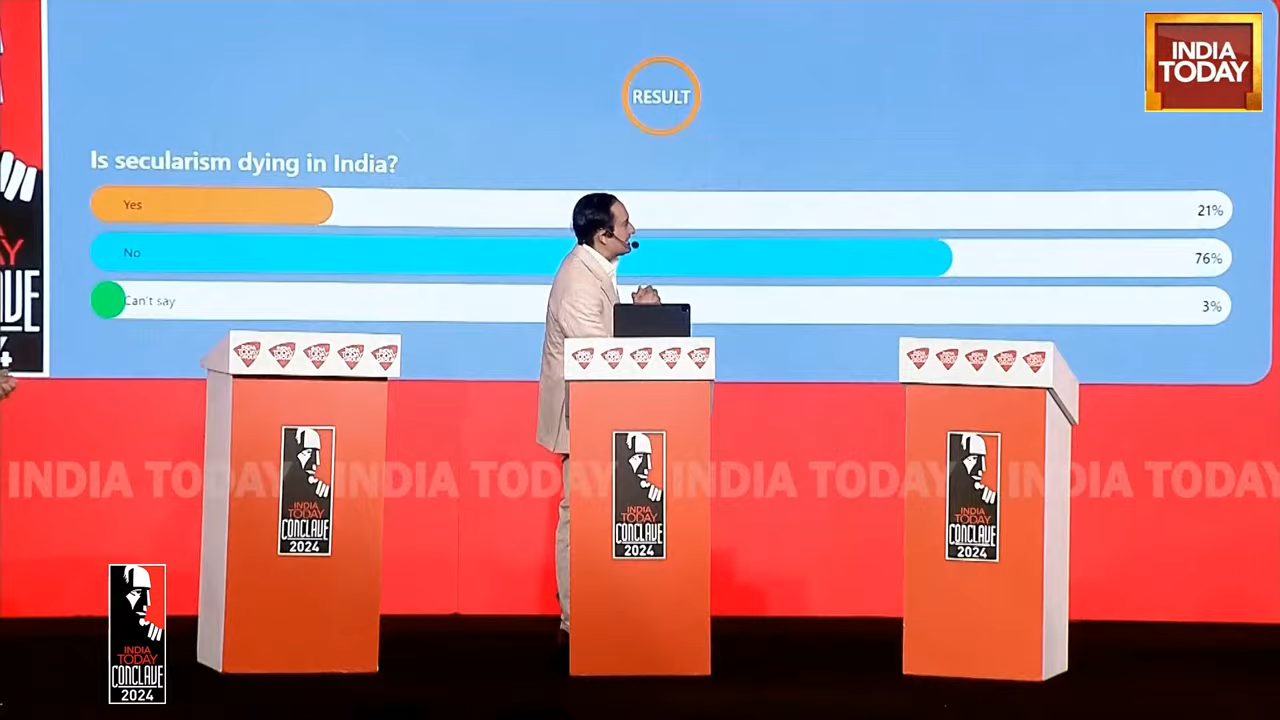 INDIA
TODAY
RESULT
Is secularism dying in India?
Yes
21%
No
76%
Can't say
3%
INDIA TODAY INDIA TODAY INDIA TODAY INDIA TODAY
INDIA
TODAY
CONCLAVE
2024
INDIA
TODAY
CONCLAVE
2024
INDIA
TODAY
CONCLAVE
2024
INDIA
TODAY
CONCLAVE
2024